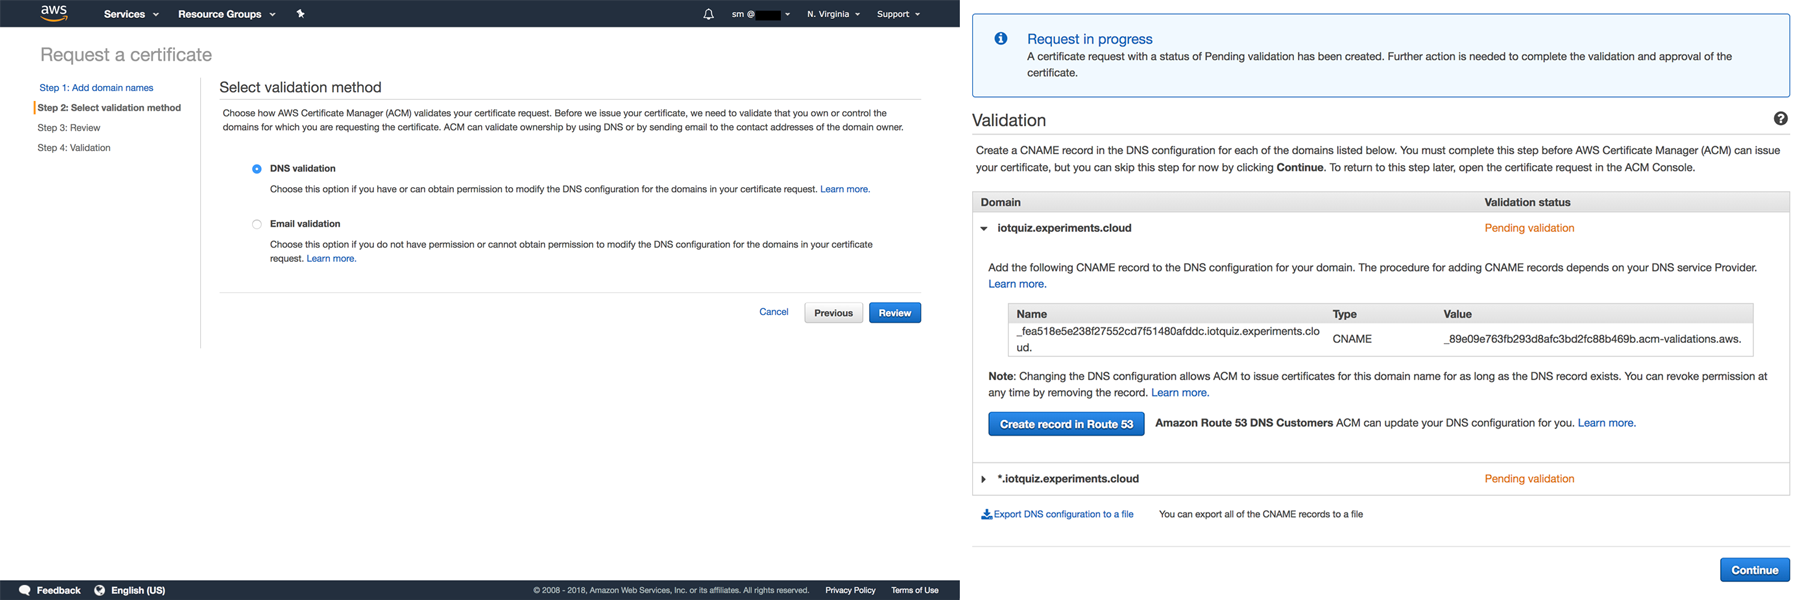 aws Services Resource Groups sm @ N. Virginia Support
Request a certificate
Step 1: Add domain names
Step 2: Select validation method
Step 3: Review
Step 4: Validation
Select validation method
Choose how AWS Certificate Manager (ACM) validates your certificate request. Before we issue your certificate, we need to validate that you own or control the
domains for which you are requesting the certificate. ACM can validate ownership by using DNS or by sending email to the contact addresses of the domain owner.
DNS validation
Choose this option if you have or can obtain permission to modify the DNS configuration for the domains in your certificate request. Learn more.
Email validation
Choose this option if you do not have permission or cannot obtain permission to modify the DNS configuration for the domains in your certificate
request. Learn more.
Cancel Previous Review
Feedback English (US) © 2008 - 2018, Amazon Web Services, Inc. or its affiliates. All rights reserved. Privacy Policy Terms of Use
Request in progress
A certificate request with a status of Pending validation has been created. Further action is needed to complete the validation and approval of the
certificate.
Validation
Create a CNAME record in the DNS configuration for each of the domains listed below. You must complete this step before AWS Certificate Manager (ACM) can issue
your certificate, but you can skip this step for now by clicking Continue. To return to this step later, open the certificate request in the ACM Console.
Domain Validation status
iotquiz.experiments.cloud Pending validation
Add the following CNAME record to the DNS configuration for your domain. The procedure for adding CNAME records depends on your DNS service Provider.
Learn more.
Name Type Value
_fea518e5e238f27552cd7f51480afddc.iotquiz.experiments.clo
ud. CNAME _89e09e763fb293d8afc3bd2fc88b469b.acm-validations.aws.
Note: Changing the DNS configuration allows ACM to issue certificates for this domain name for as long as the DNS record exists. You can revoke permission at
any time by removing the record. Learn more.
Create record in Route 53 Amazon Route 53 DNS Customers ACM can update your DNS configuration for you. Learn more.
*.iotquiz.experiments.cloud Pending validation
Export DNS configuration to a file You can export all of the CNAME records to a file
Continue